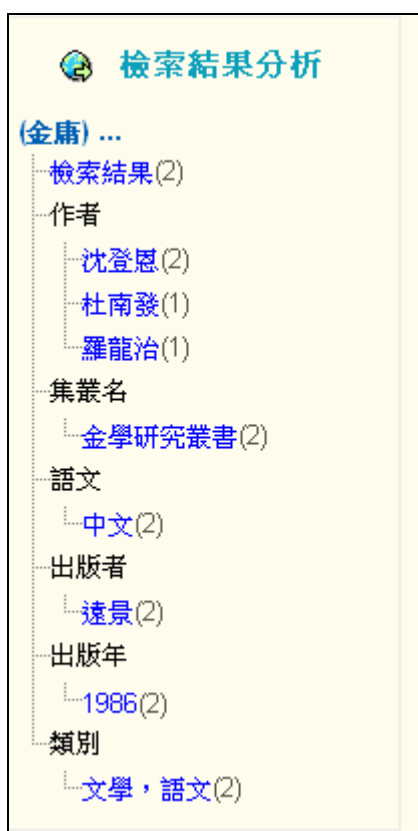 檢索結果分析
(金庸) ...
檢索結果(2)
作者
沈登恩(2)
杜南發(1)
羅龍治(1)
集叢名
金學研究叢書(2)
語文
中文(2)
出版者
遠景(2)
出版年
1986(2)
類別
文學，語文(2)